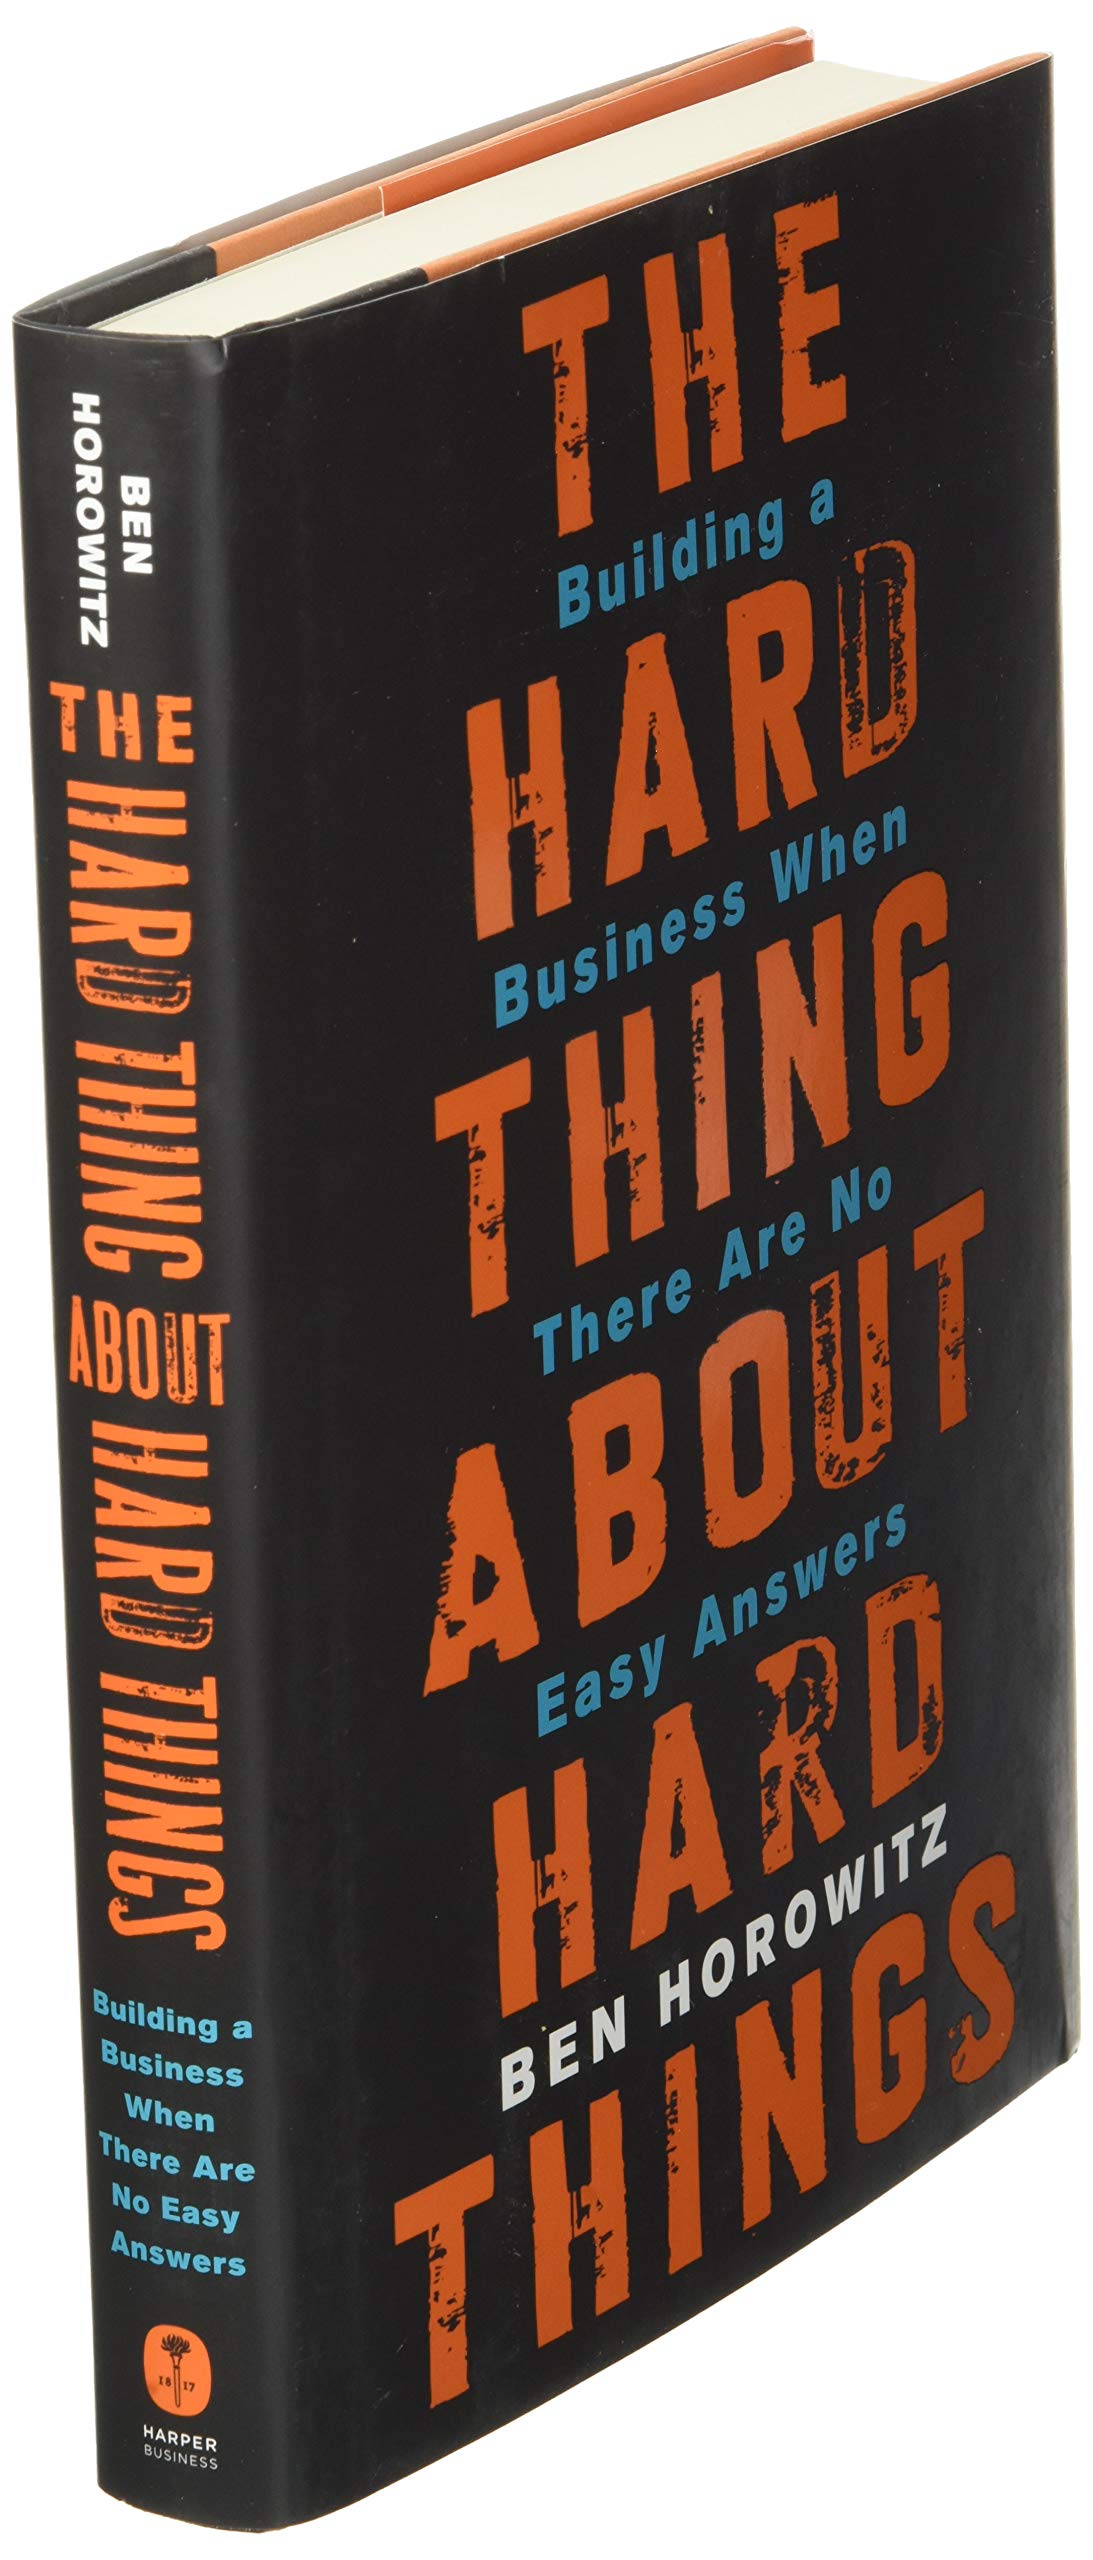 BEN
HOROWITZ
THE HARD THING ABOUT HARD THINGS
Building a
Business
When
There Are
No Easy
Answers
18 17
HARPER
BUSINESS
THE
Building a
HARD
Business When
THING
There Are No
ABOUT
Easy Answers
HARD
BEN HOROWITZ
THINGS